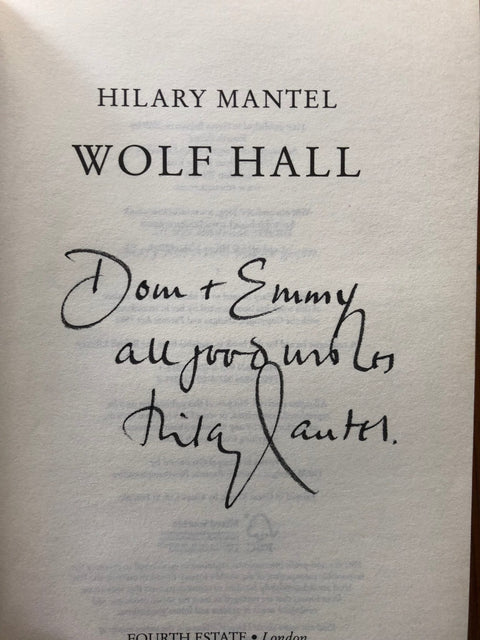 HILARY MANTEL
WOLF HALL
Dom + Emmy
all good wishes
Hilary Mantel.
FOURTH ESTATE • London